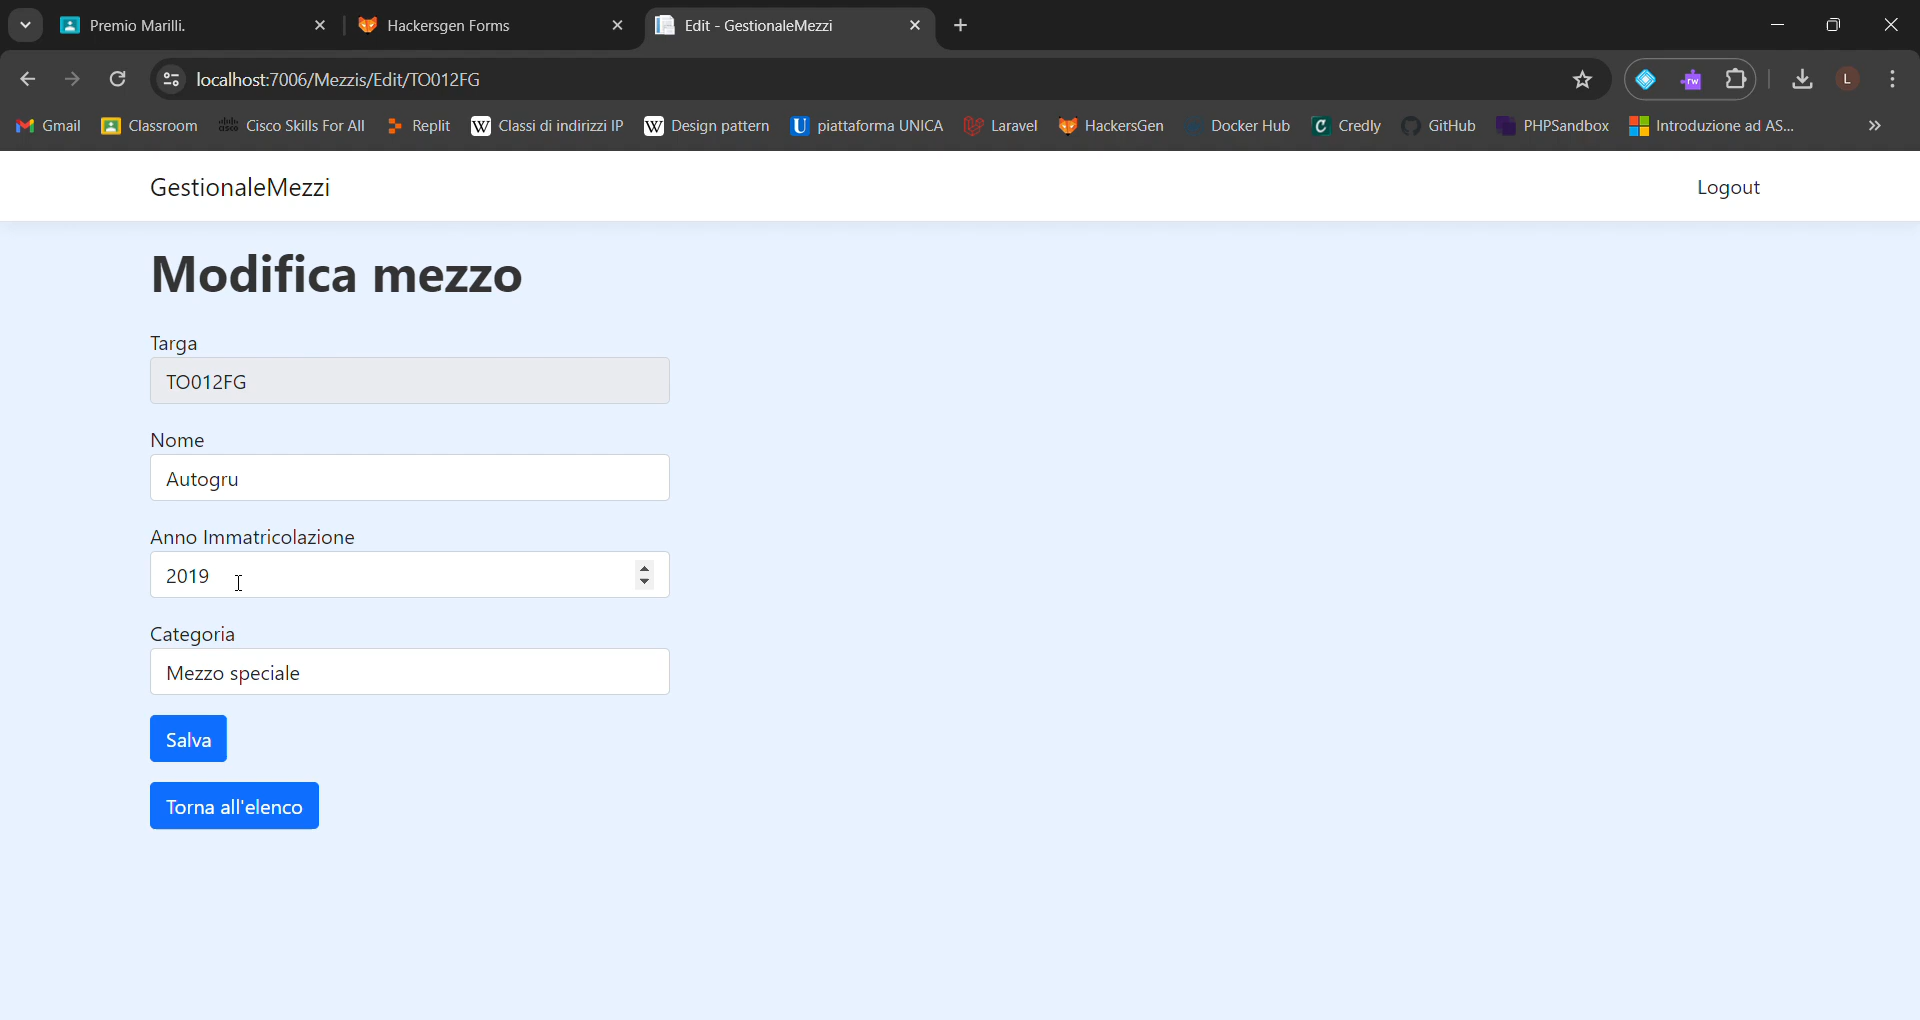 Premio Marilli.
Hackersgen Forms
Edit - GestionaleMezzi
localhost:7006/Mezzis/Edit/TO012FG
rw
L
Gmail
Classroom
Cisco Skills For All
Replit
Classi di indirizzi IP
Design pattern
piattaforma UNICA
Laravel
HackersGen
Docker Hub
Credly
GitHub
PHPSandbox
Introduzione ad AS...
GestionaleMezzi
Logout
Modifica mezzo
Targa
TO012FG
Nome
Autogru
Anno Immatricolazione
2019
Categoria
Mezzo speciale
Salva
Torna all'elenco